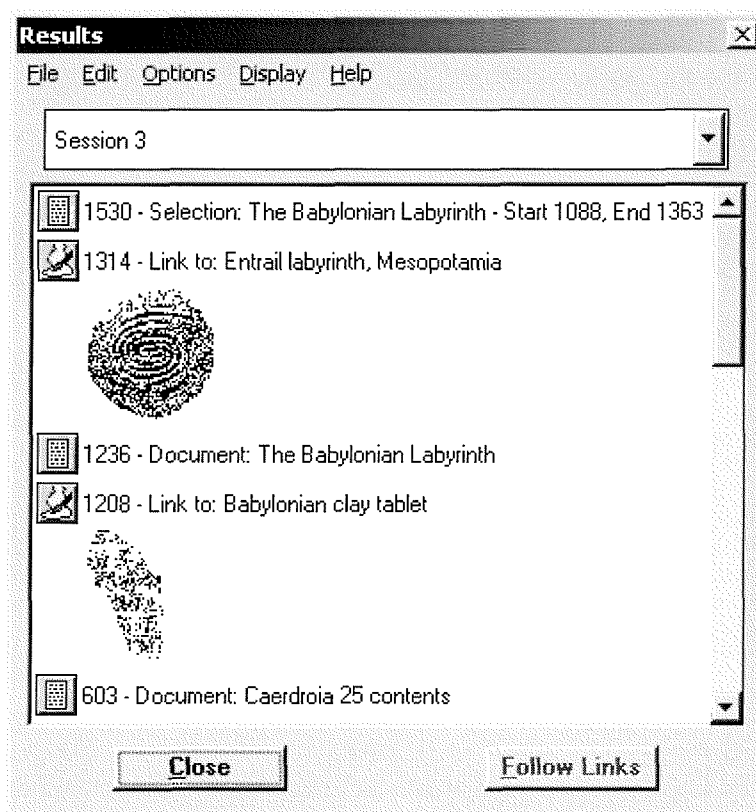 Results
File Edit Options Display Help
Session 3
1530 - Selection: The Babylonian Labyrinth - Start 1088, End 1363
1314 - Link to: Entrail labyrinth, Mesopotamia
1236 - Document: The Babylonian Labyrinth
1208 - Link to: Babylonian clay tablet
603 - Document: Caerdroia 25 contents
Close Follow Links